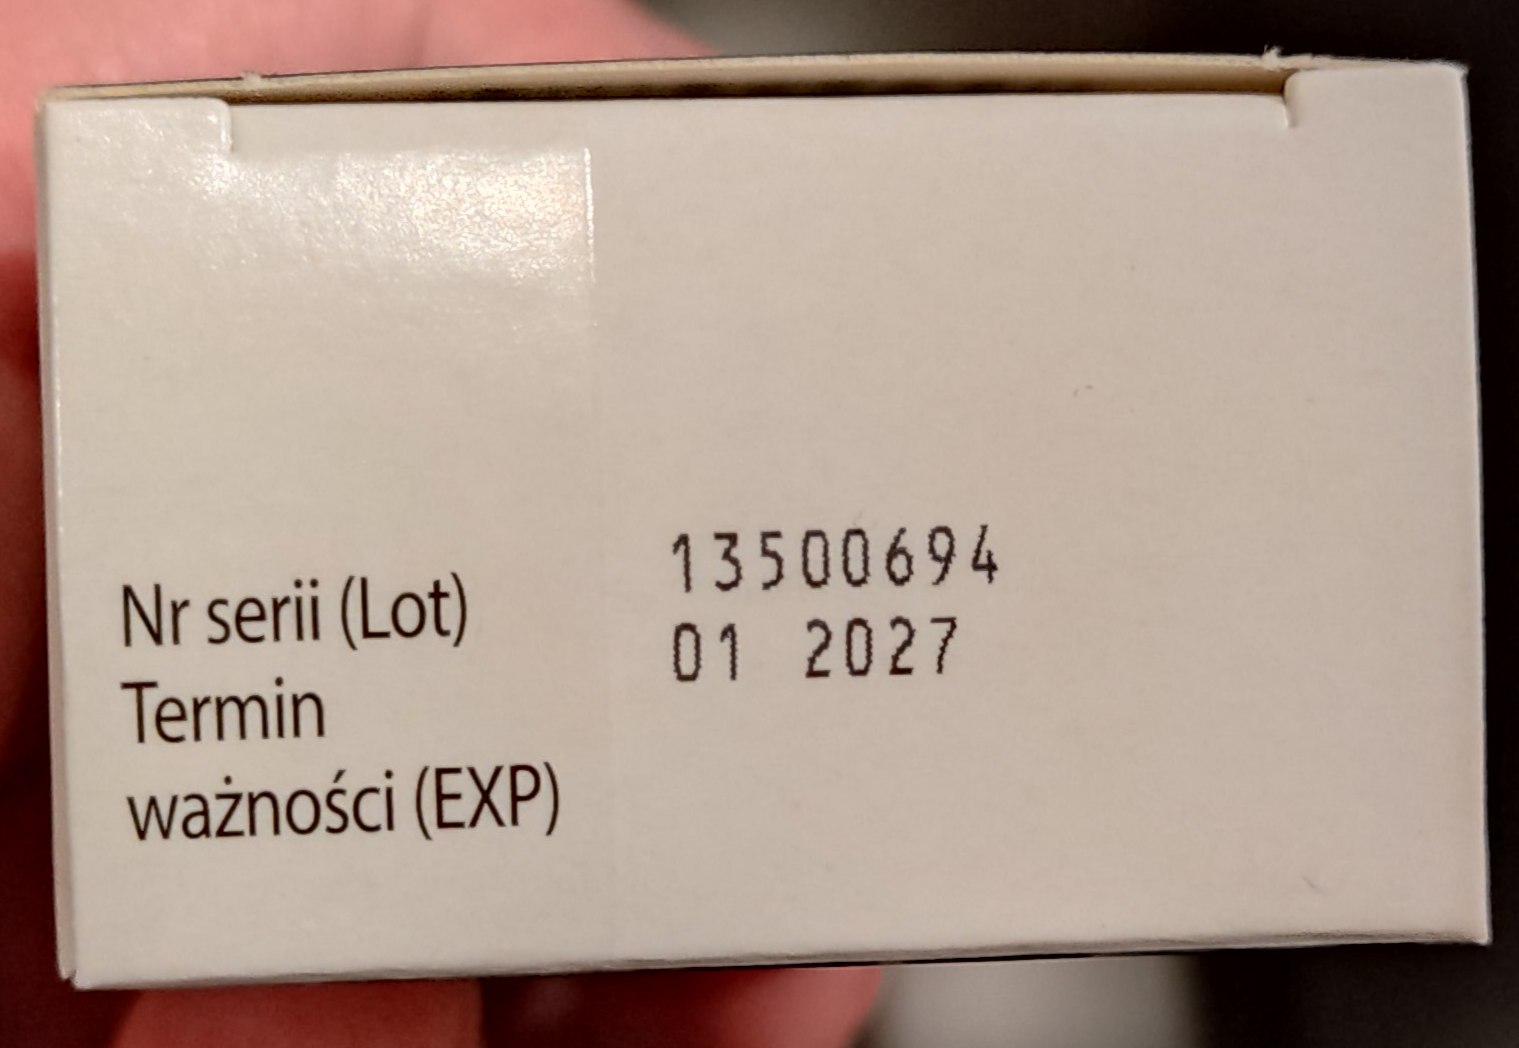 Nr serii (Lot)
Termin
ważności (EXP)
13500694
01 2027